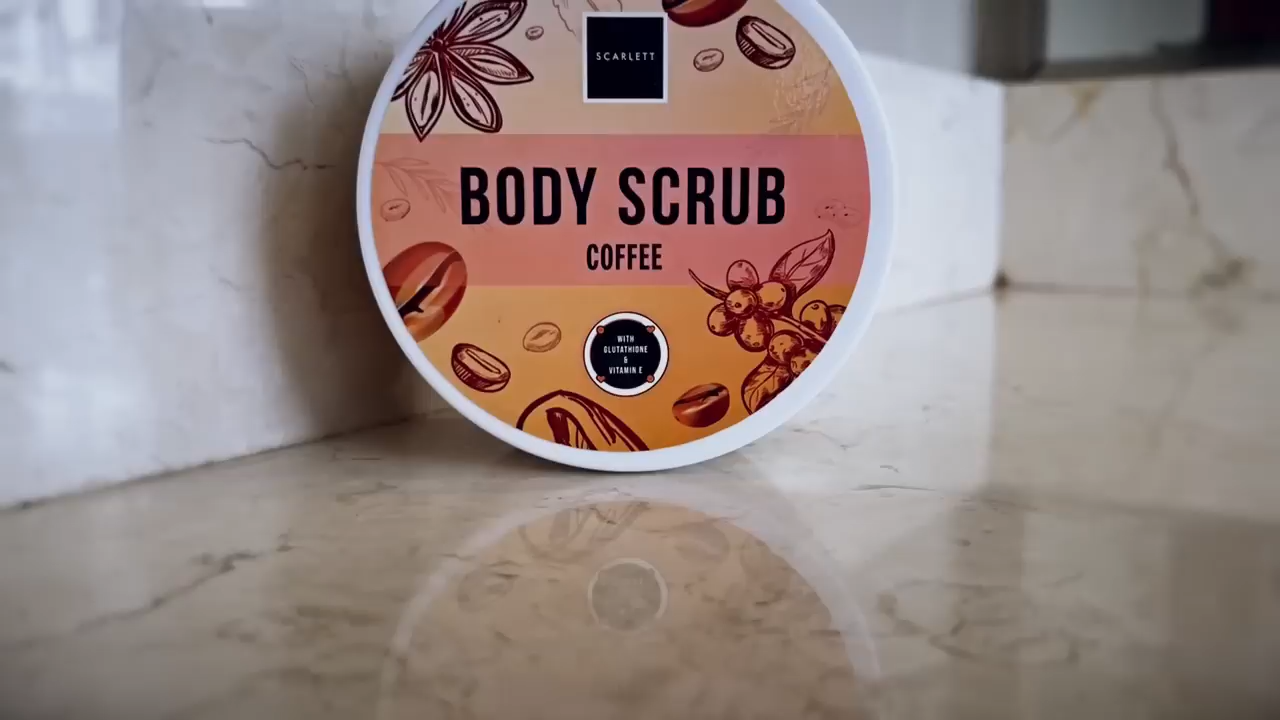 SCARLETT
BODY SCRUB
COFFEE
WITH
GLUTATHIONE
&
VITAMIN E